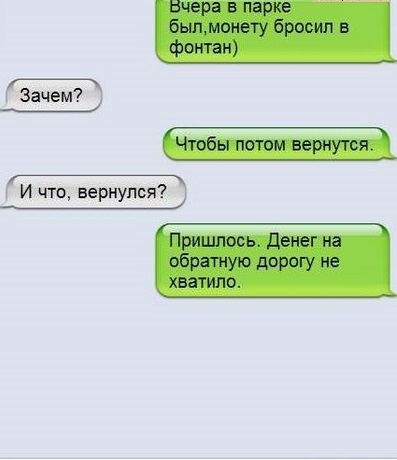 Вчера в парке
был,монету бросил в
фонтан)
Зачем?
Чтобы потом вернутся.
И что, вернулся?
Пришлось. Денег на
обратную дорогу не
хватило.